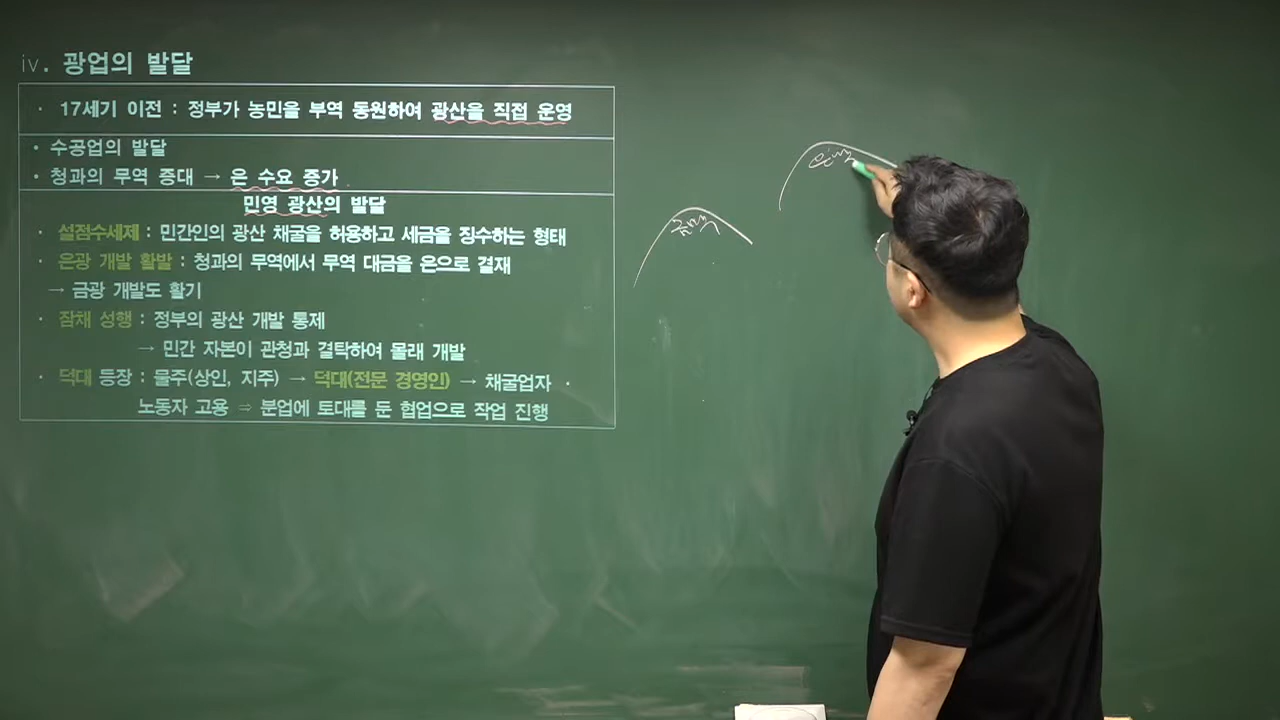 iv. 광업의 발달
· 17세기 이전 : 정부가 농민을 부역 동원하여 광산을 직접 운영
• 수공업의 발달
• 청과의 무역 증대 → 은 수요 증가
민영 광산의 발달
· 설점수세제 : 민간인의 광산 채굴을 허용하고 세금을 징수하는 형태
· 은광 개발 활발 : 청과의 무역에서 무역 대금을 은으로 결재
→ 금광 개발도 활기
· 잠채 성행 : 정부의 광산 개발 통제
→ 민간 자본이 관청과 결탁하여 몰래 개발
· 덕대 등장 : 물주(상인, 지주) → 덕대(전문 경영인) → 채굴업자 ·
노동자 고용 ⇒ 분업에 토대를 둔 협업으로 작업 진행